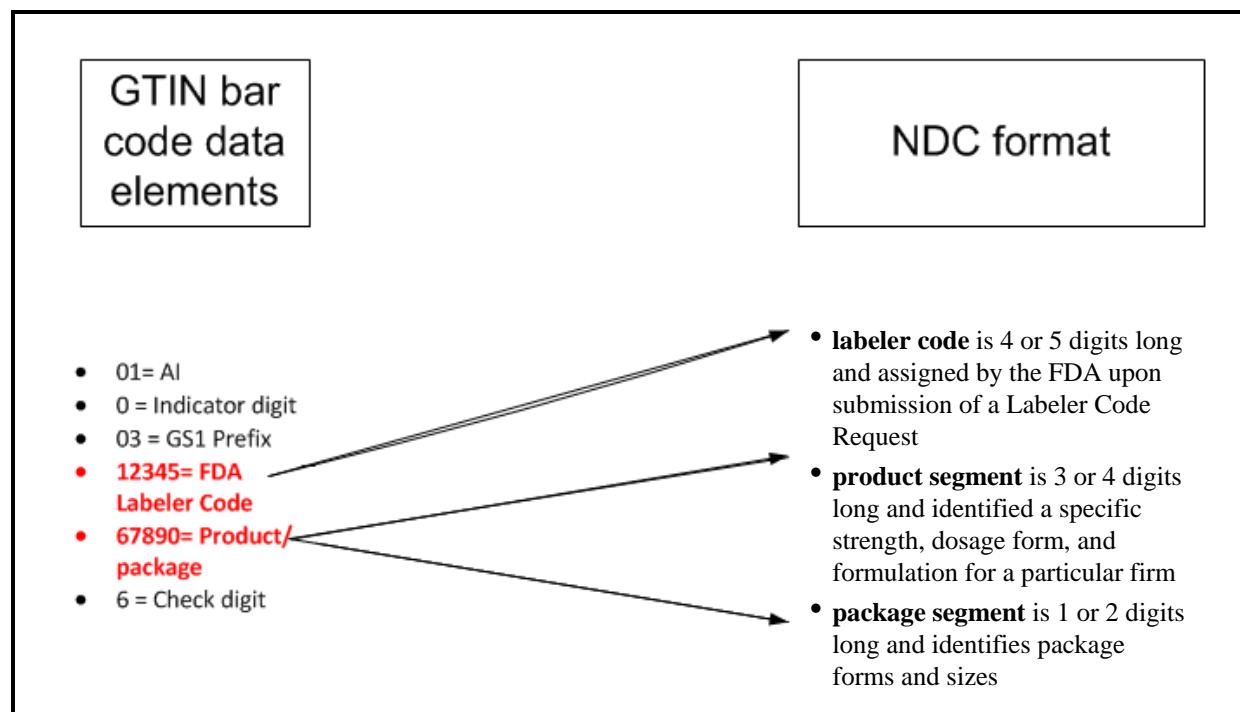 GTIN bar
code data
elements
NDC format
• 01= AI
• 0 = Indicator digit
• 03 = GS1 Prefix
• 12345= FDA
Labeler Code
• 67890= Product/
package
• 6 = Check digit
• labeler code is 4 or 5 digits long
and assigned by the FDA upon
submission of a Labeler Code
Request
• product segment is 3 or 4 digits
long and identified a specific
strength, dosage form, and
formulation for a particular firm
• package segment is 1 or 2 digits
long and identifies package
forms and sizes